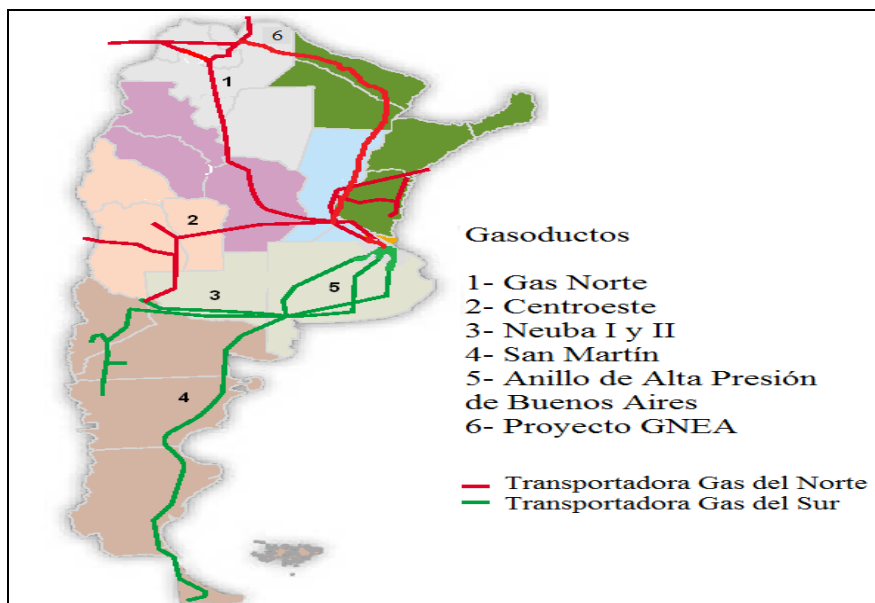 6
1
2
3
5
4
Gasoductos
1- Gas Norte
2- Centroeste
3- Neuba I y II
4- San Martín
5- Anillo de Alta Presión
de Buenos Aires
6- Proyecto GNEA
Transportadora Gas del Norte
Transportadora Gas del Sur